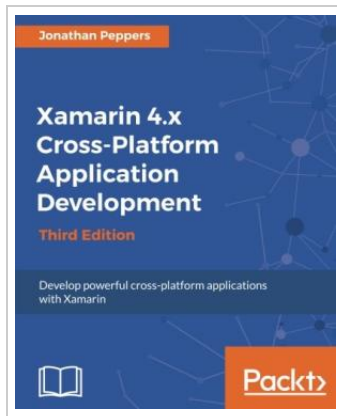 Jonathan Peppers
Xamarin 4.x
Cross-Platform
Application
Development
Third Edition
Develop powerful cross-platform applications
with Xamarin
Packt>